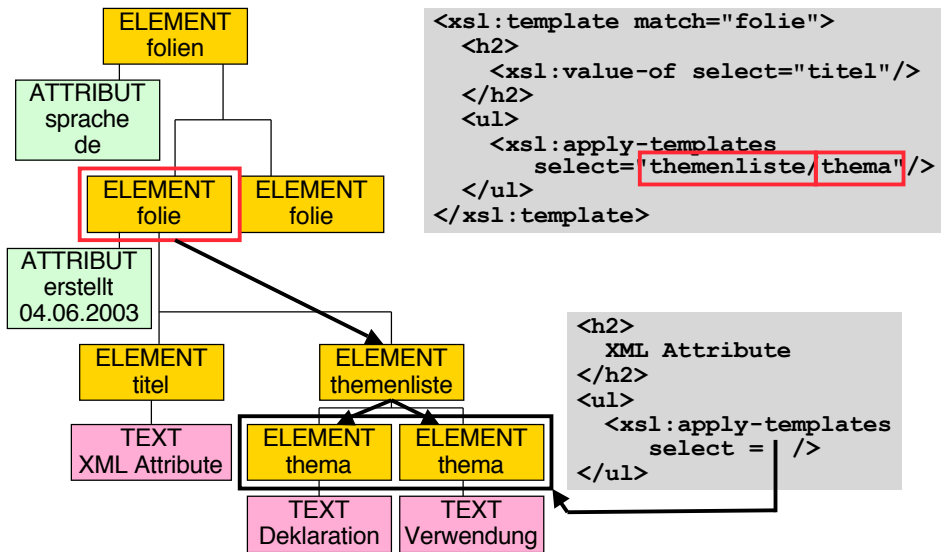 ELEMENT
folien
ATTRIBUT
sprache
de
ELEMENT
folie
ELEMENT
folie
ATTRIBUT
erstellt
04.06.2003
ELEMENT
titel
ELEMENT
themenliste
TEXT
XML Attribute
ELEMENT
thema
ELEMENT
thema
TEXT
Deklaration
TEXT
Verwendung
<xsl:template match="folie">
<h2>
<xsl:value-of select="titel"/>
</h2>
<ul>
<xsl:apply-templates
select="themenliste/thema"/>
</ul>
</xsl:template>
<h2>
XML Attribute
</h2>
<ul>
<xsl:apply-templates
select = />
</ul>